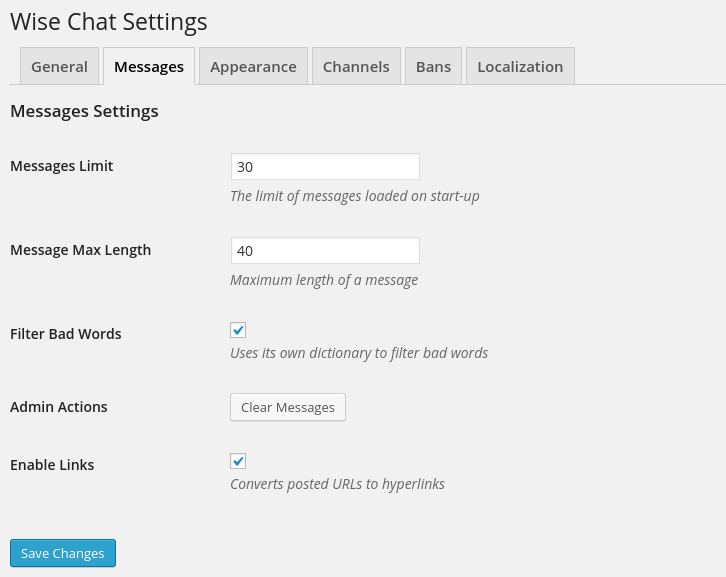 Wise Chat Settings
General Messages Appearance Channels Bans Localization
Messages Settings
Messages Limit 30
The limit of messages loaded on start-up
Message Max Length 40
Maximum length of a message
Filter Bad Words
Uses its own dictionary to filter bad words
Admin Actions Clear Messages
Enable Links
Converts posted URLs to hyperlinks
Save Changes